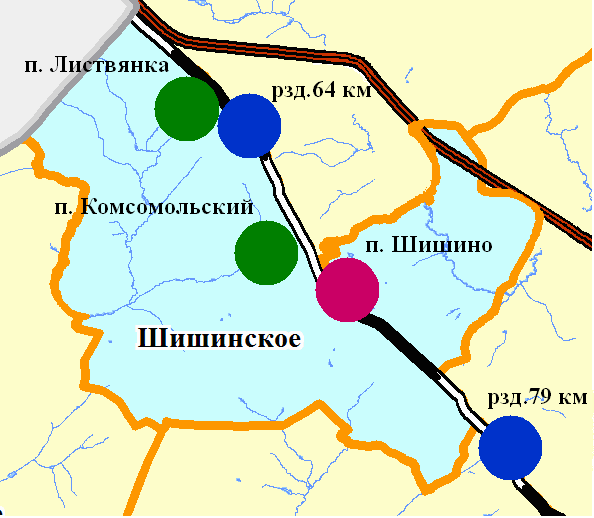 п. Листвянка
рзд.64 км
п. Комсомольский
п. Шишино
Шишинское
рзд.79 км